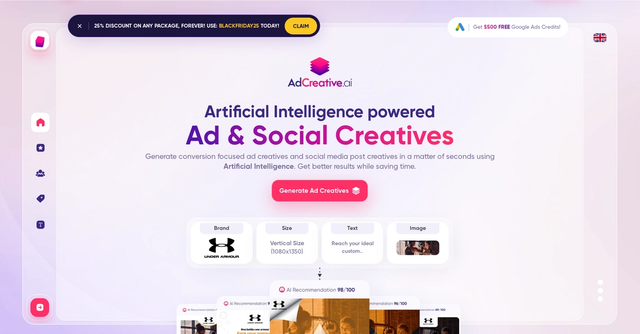 25% DISCOUNT ON ANY PACKAGE, FOREVER! USE: BLACKFRIDAY25 TODAY!
CLAIM
Get $500 FREE Google Ads Credits!
AdCreative.ai
Artificial Intelligence powered
Ad & Social Creatives
Generate conversion focused ad creatives and social media post creatives in a matter of seconds using
Artificial Intelligence. Get better results while saving time.
Generate Ad Creatives
Brand
Size
Text
Image
UNDER ARMOUR
Vertical Size
(1080x1350)
Reach your ideal
custom..
AI Recommendation 98/100
AI Recommendation 9
96/100